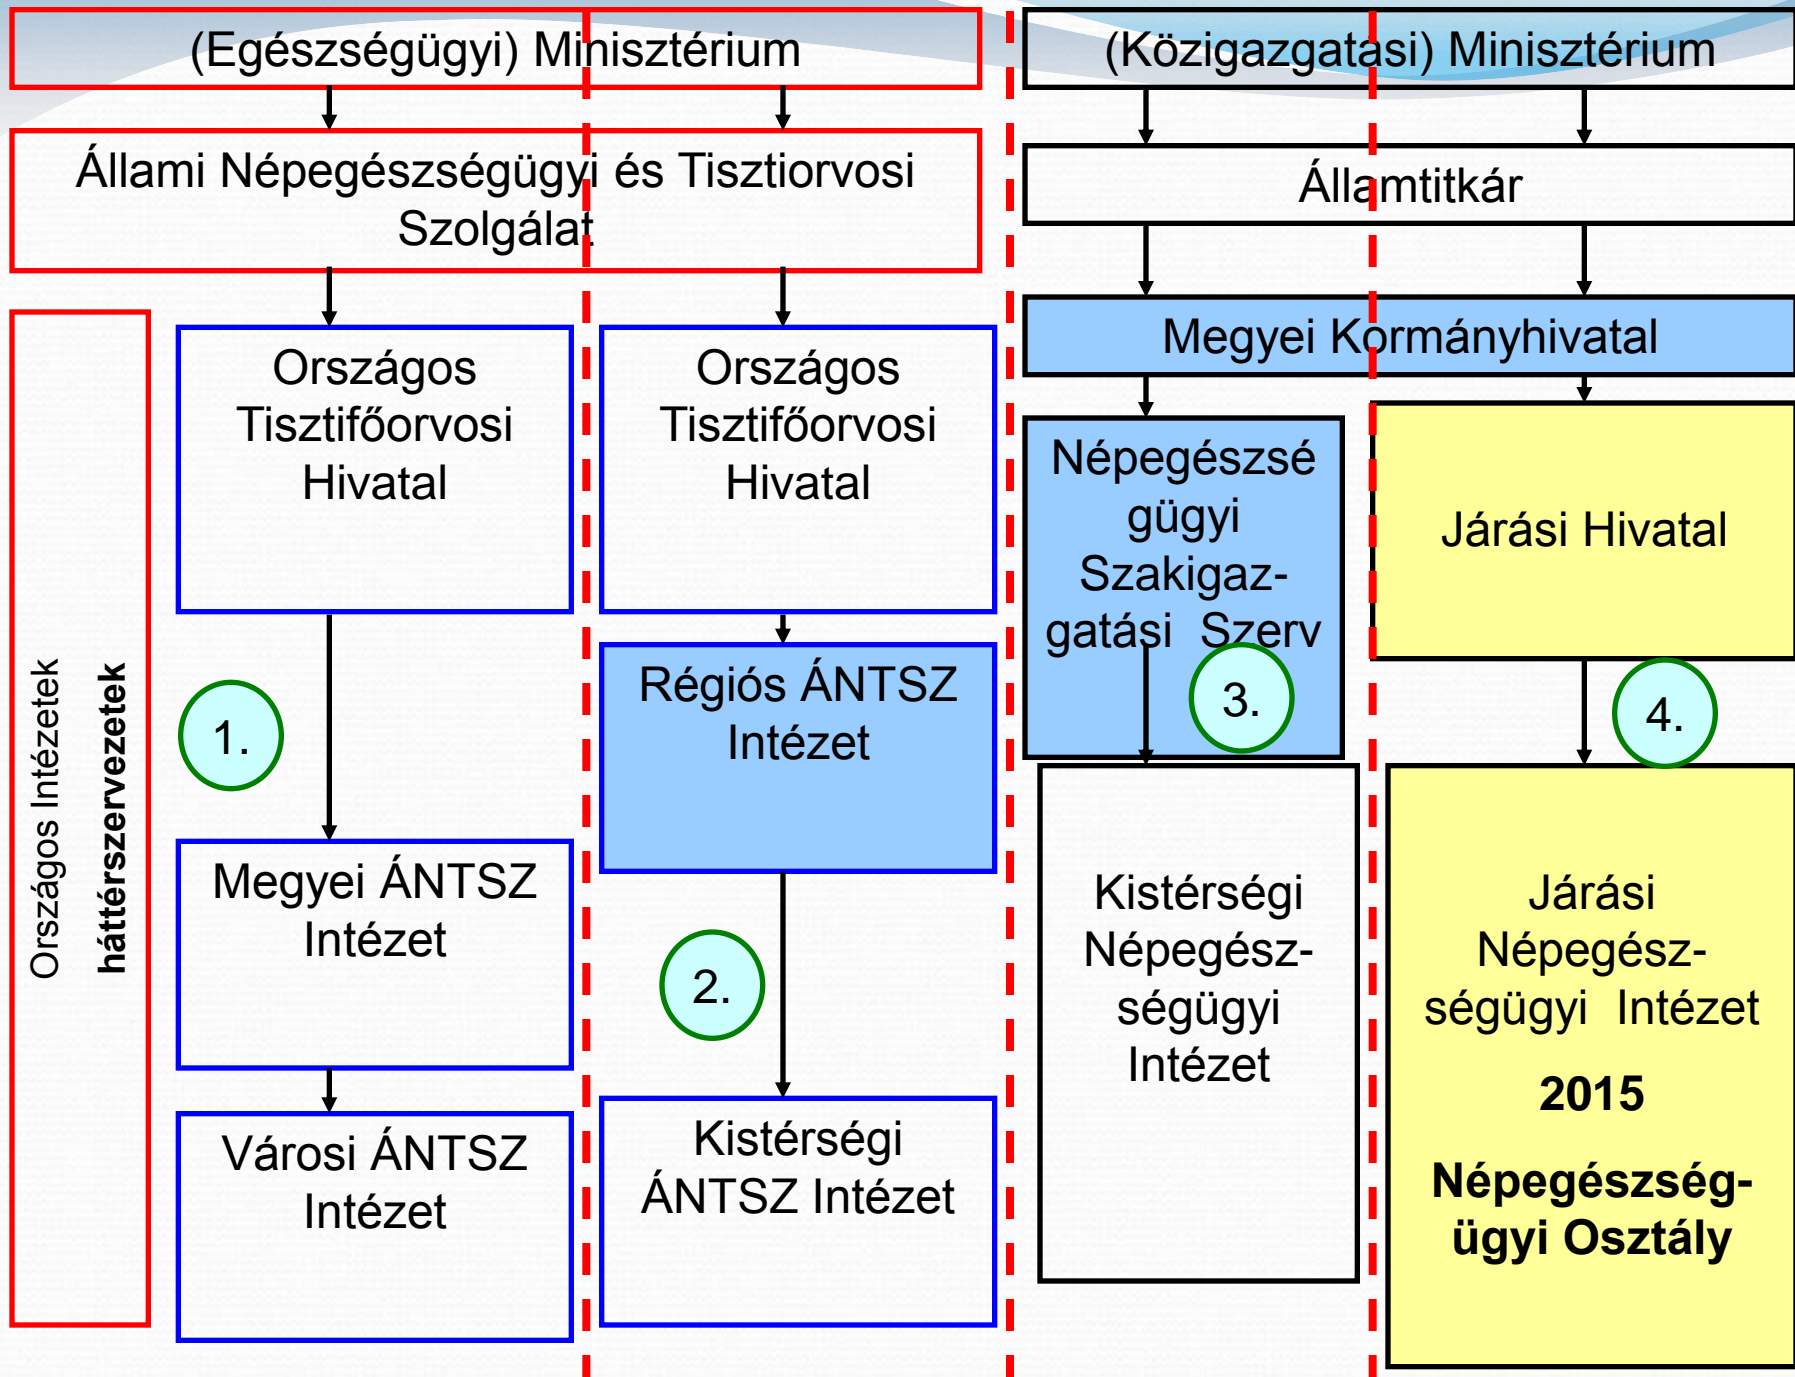 (Egészségügyi) Minisztérium
(Közigazgatási) Minisztérium
Állami Népegészségügyi és Tisztiorvosi
Szolgálat
Államtitkár
Megyei Kormányhivatal
Országos Intézetek
háttérszervezetek
Országos
Tisztifőorvosi
Hivatal
1.
Megyei ÁNTSZ
Intézet
Városi ÁNTSZ
Intézet
Országos
Tisztifőorvosi
Hivatal
Régiós ÁNTSZ
Intézet
2.
Kistérségi
ÁNTSZ Intézet
Népegészsé
gügyi
Szakigaz-
gatási Szerv
3.
Kistérségi
Népegész-
ségügyi
Intézet
Járási Hivatal
4.
Járási
Népegész-
ségügyi Intézet
2015
Népegészség-
ügyi Osztály